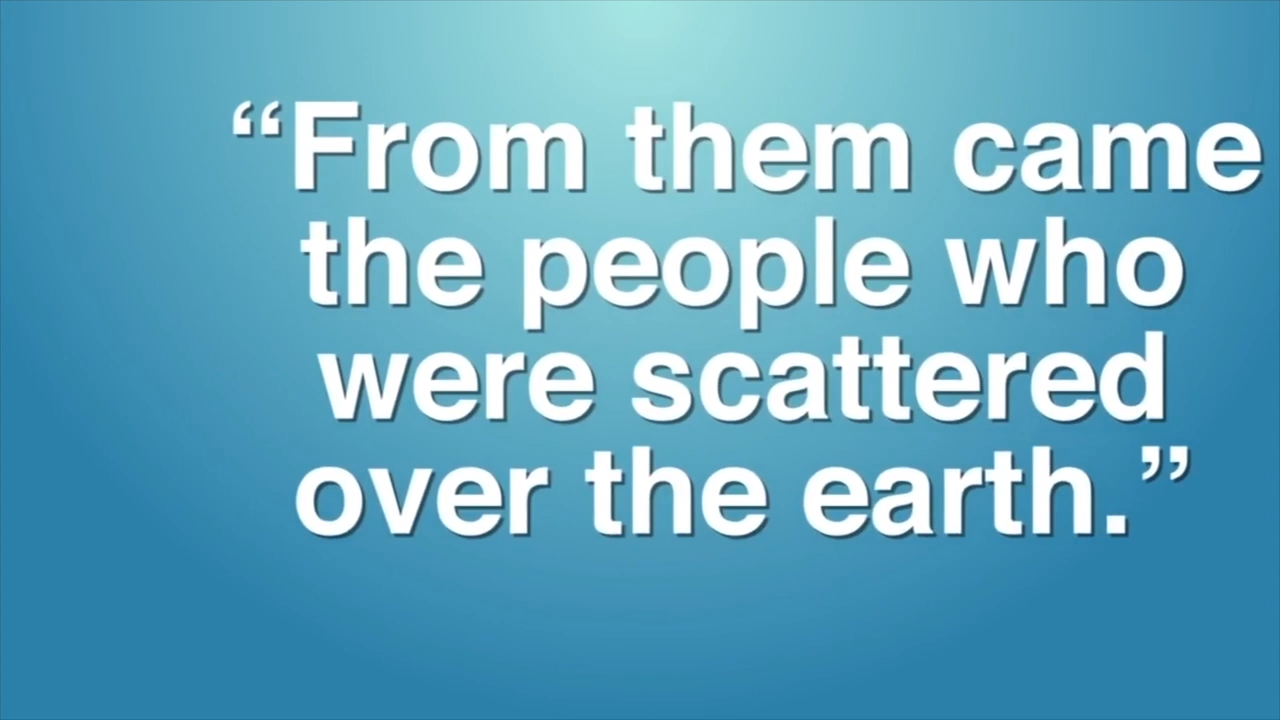 “From them came
the people who
were scattered
over the earth.”